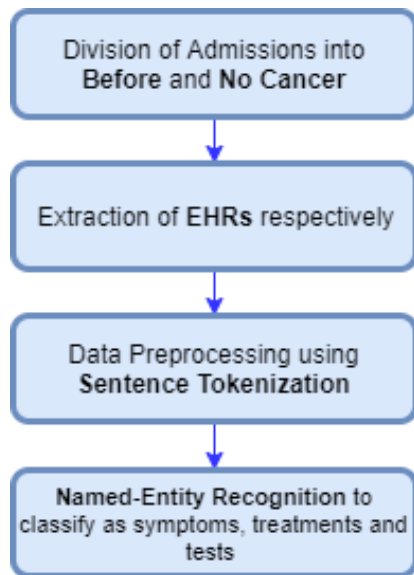 Division of Admissions into
Before and No Cancer
Extraction of EHRs respectively
Data Preprocessing using
Sentence Tokenization
Named-Entity Recognition to
classify as symptoms, treatments and
tests